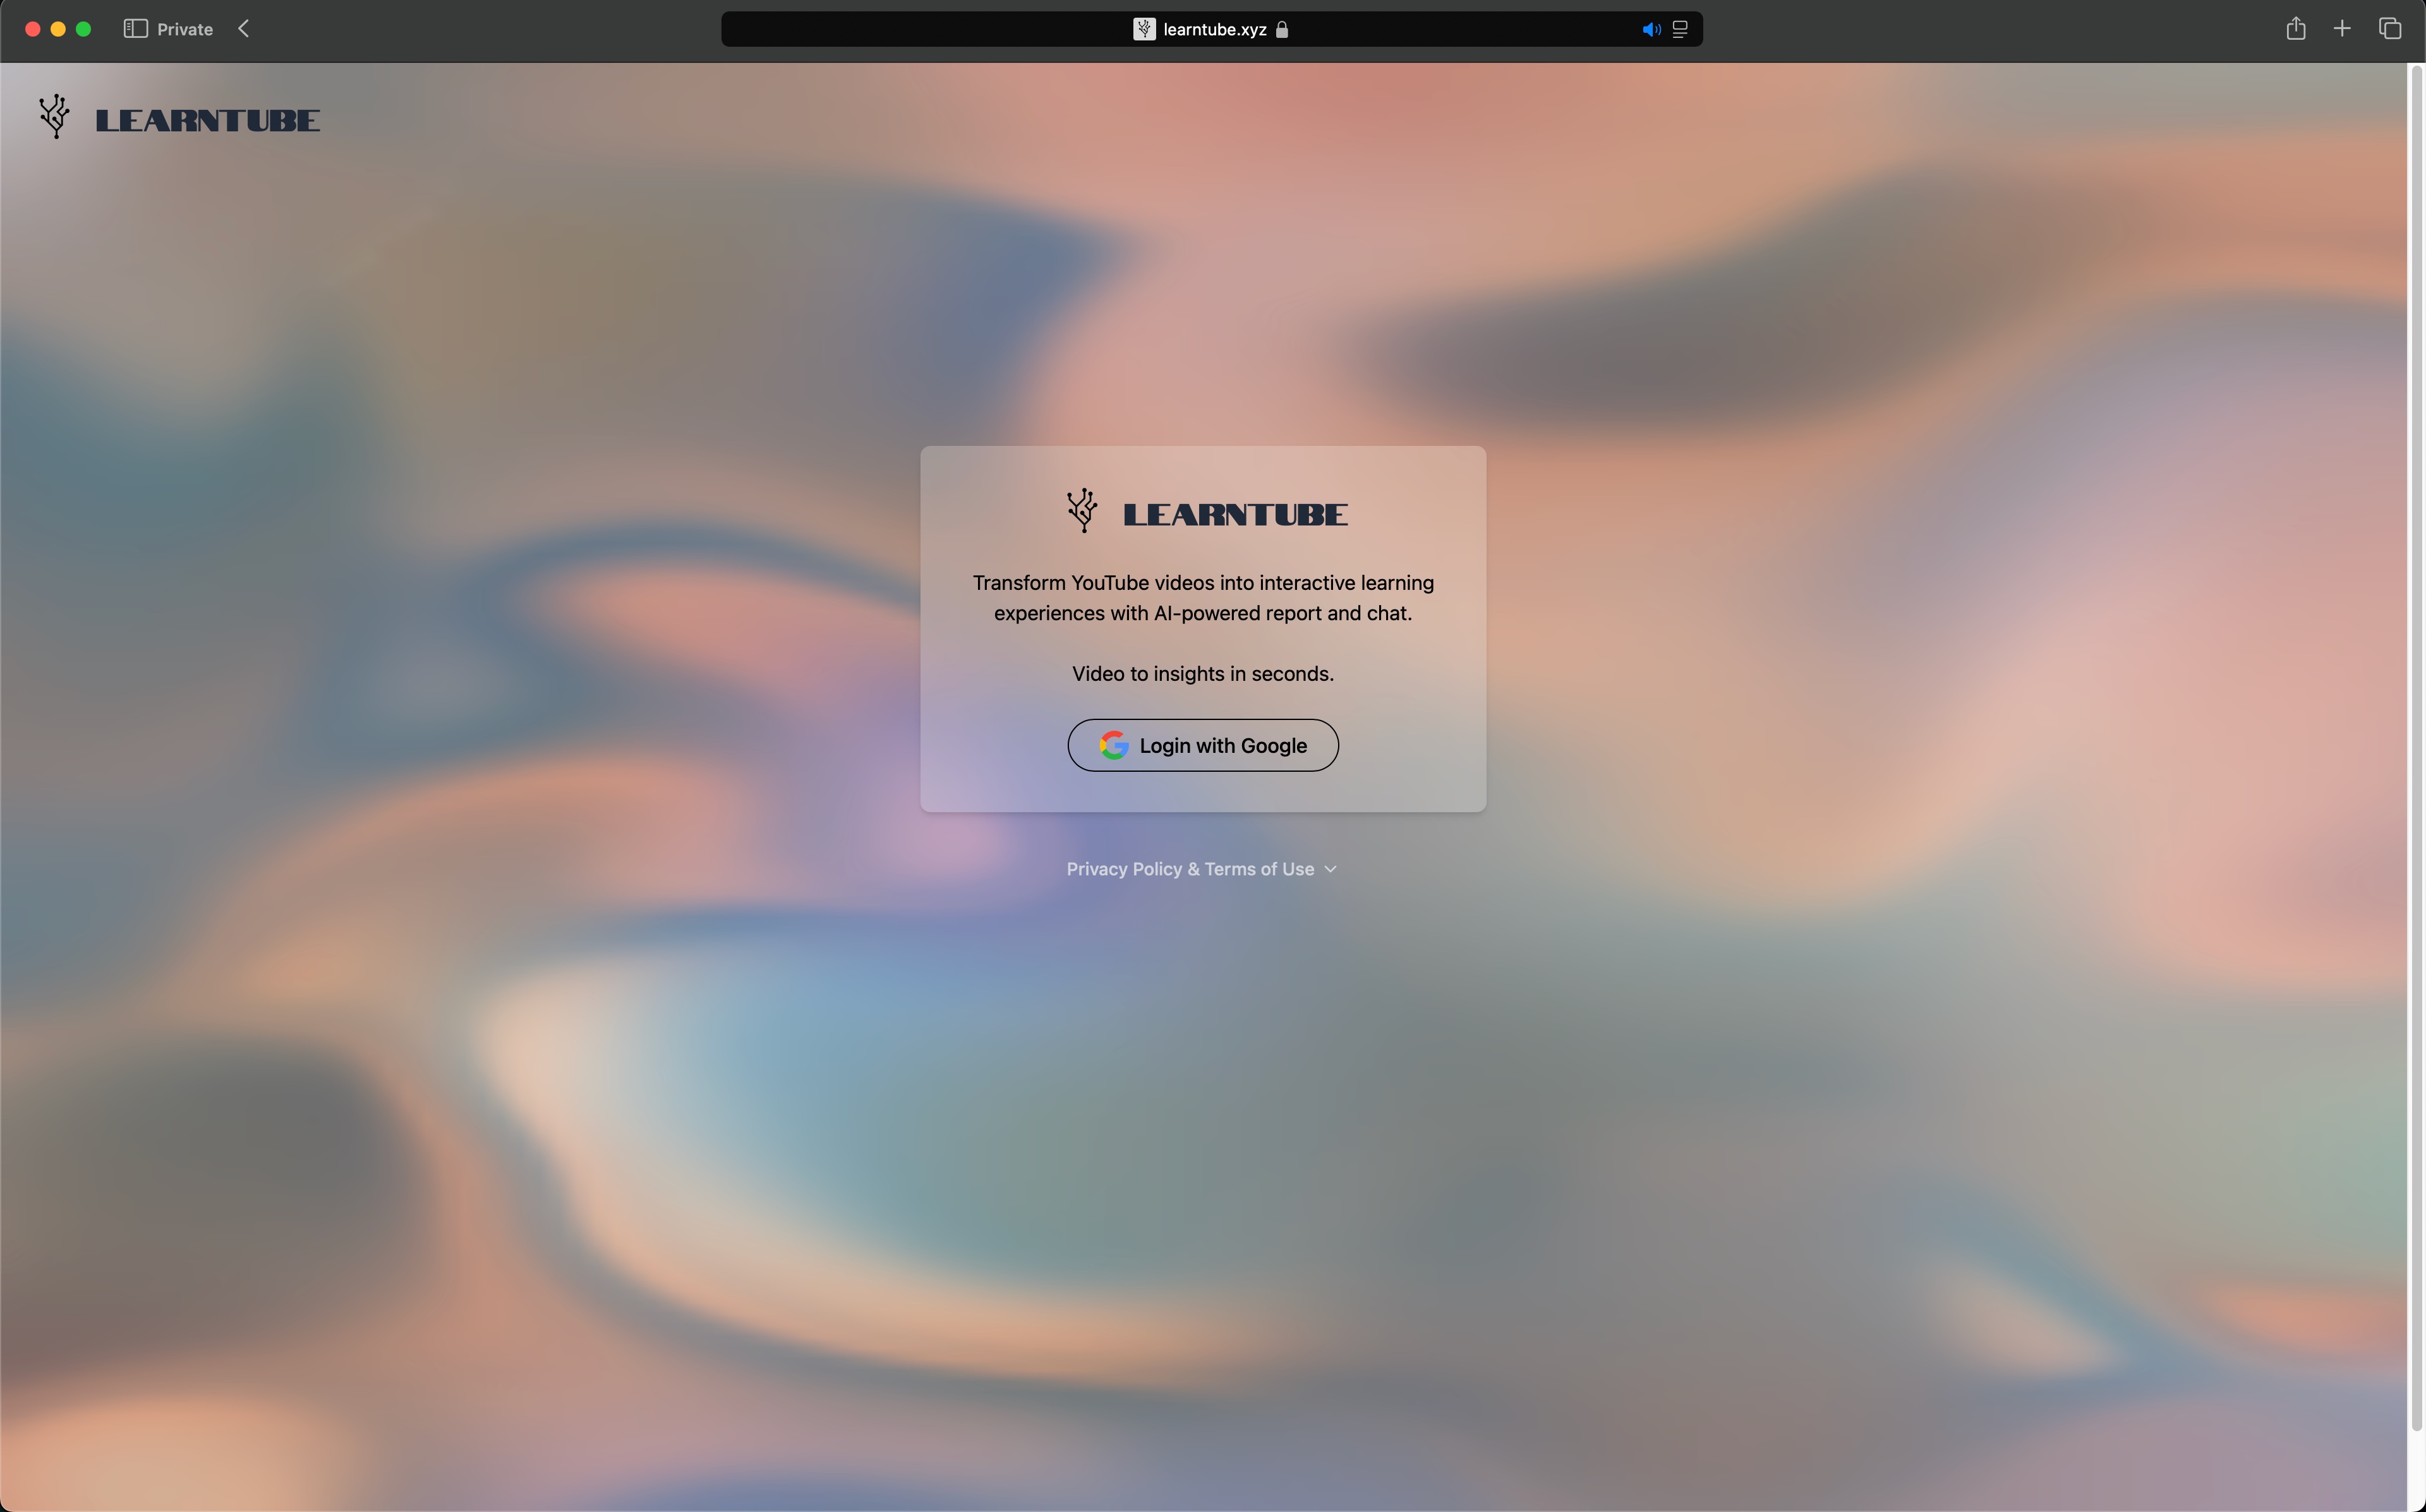 Private
learntube.xyz
LEARNTUBE
LEARNTUBE
Transform YouTube videos into interactive learning
experiences with AI-powered report and chat.
Video to insights in seconds.
Login with Google
Privacy Policy & Terms of Use